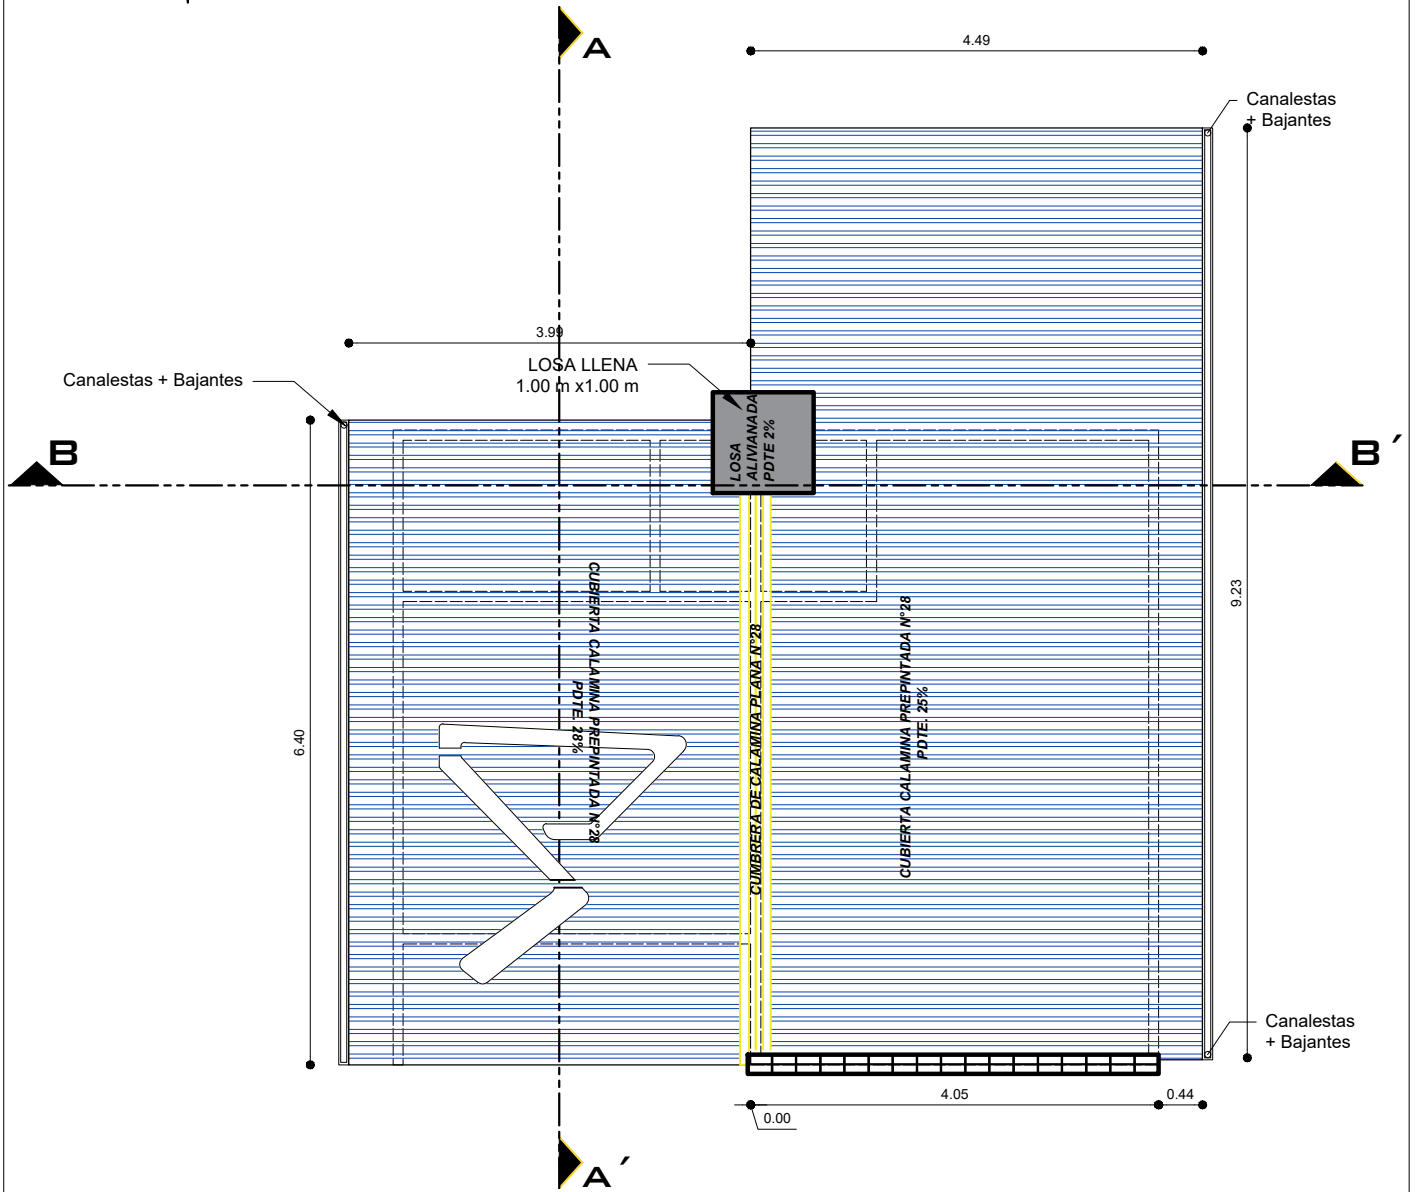 A
4.49
Canalestas
+ Bajantes
3.99
LOSA LLENA
1.00 m x1.00 m
Canalestas + Bajantes
LOSA
ALIVIANADA
PDTE 2%
B
B´
CUBIERTA CALAMINA PREPINTADA N°28
PDTE. 28%
CUMBRERA DE CALAMINA PLANA N°28
CUBIERTA CALAMINA PREPINTADA N°28
PDTE. 25%
9.23
6.40
Canalestas
+ Bajantes
4.05
0.44
0.00
A´